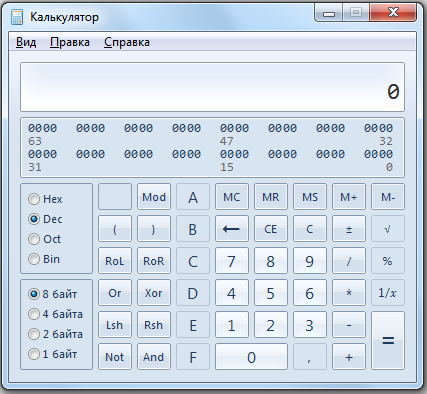 Калькулятор
Вид Правка Справка
0
0000 0000 0000 0000 0000 0000 0000 0000
63 47 32
0000 0000 0000 0000 0000 0000 0000 0000
31 15 0
Hex
Dec
Oct
Bin
8 байт
4 байта
2 байта
1 байт
Mod A MC MR MS M+ M-
( ) B ← CE C ± √
RoL RoR C 7 8 9 / %
Or Xor D 4 5 6 * 1/x
Lsh Rsh E 1 2 3 - =
Not And F 0 , +